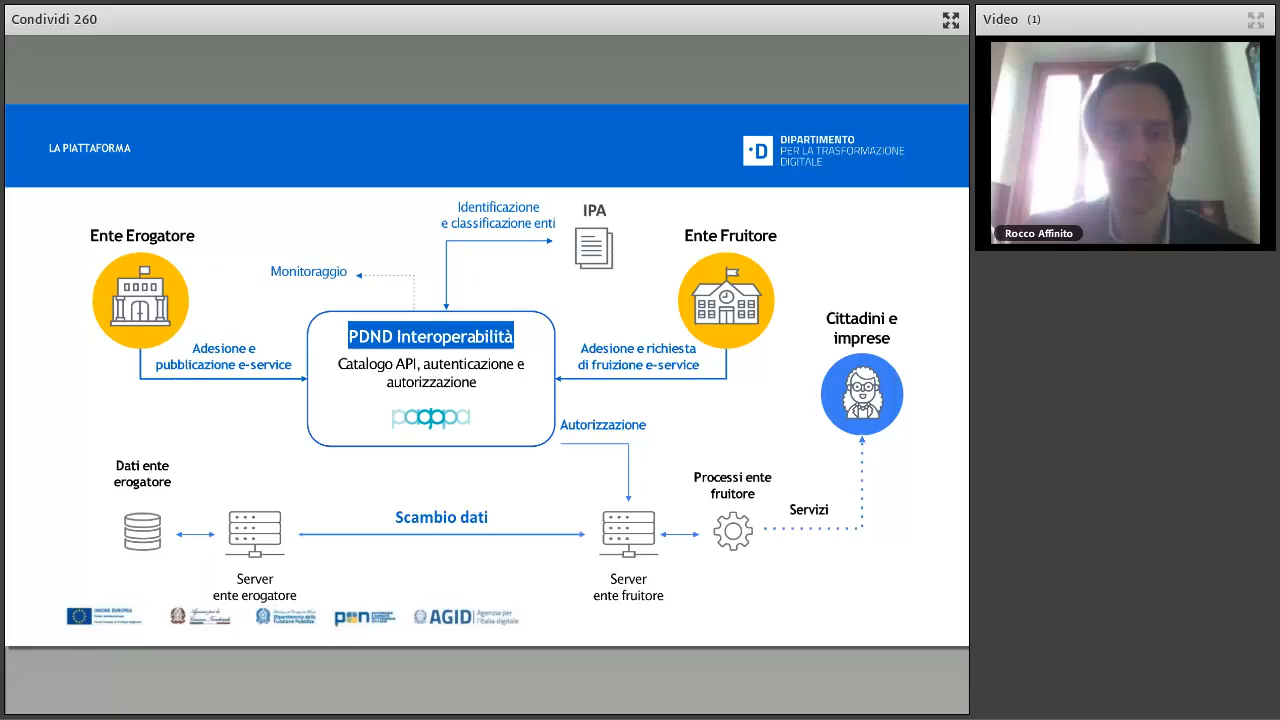 Condividi 260
Video (1)
Rocco Affinito
LA PIATTAFORMA
DIPARTIMENTO
PER LA TRASFORMAZIONE
DIGITALE
Identificazione
e classificazione enti
IPA
Ente Erogatore
Ente Fruitore
Monitoraggio
Cittadini e
imprese
PDND Interoperabilità
Catalogo API, autenticazione e
autorizzazione
pagopa
Adesione e
pubblicazione e-service
Adesione e richiesta
di fruizione e-service
Autorizzazione
Dati ente
erogatore
Processi ente
fruitore
Servizi
Scambio dati
Server
ente erogatore
Server
ente fruitore
UNIONE EUROPEA
pon
AGID
Agenzia per
l'Italia digitale